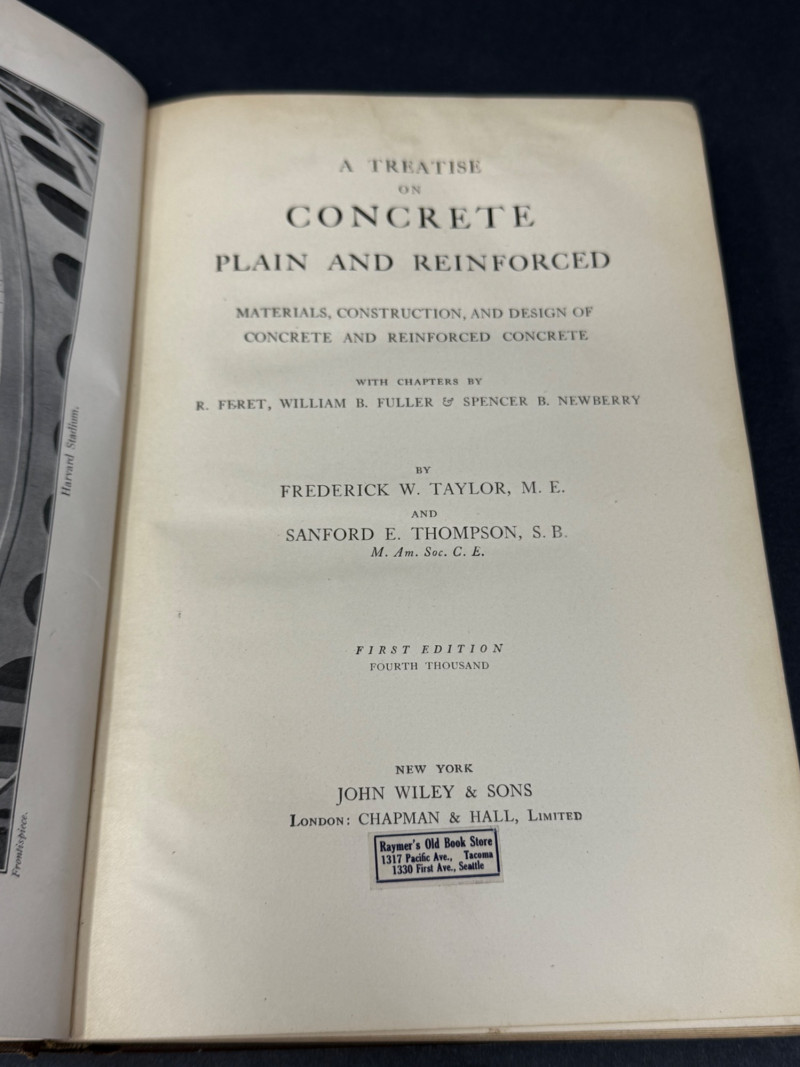 Harvard Stadium.
Frontispiece.
A TREATISE
ON
CONCRETE
PLAIN AND REINFORCED
MATERIALS, CONSTRUCTION, AND DESIGN OF
CONCRETE AND REINFORCED CONCRETE
WITH CHAPTERS BY
R. FERET, WILLIAM B. FULLER & SPENCER B. NEWBERRY
BY
FREDERICK W. TAYLOR, M. E.
AND
SANFORD E. THOMPSON, S. B.
M. Am. Soc. C. E.
FIRST EDITION
FOURTH THOUSAND
NEW YORK
JOHN WILEY & SONS
LONDON: CHAPMAN & HALL, LIMITED
Raymer's Old Book Store
1317 Pacific Ave., Tacoma
1330 First Ave., Seattle